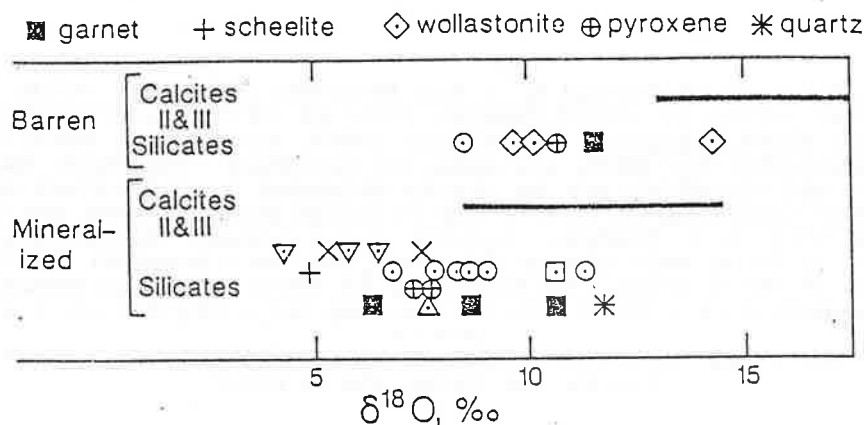 garnet scheelite wollastonite pyroxene quartz
Calcites
Barren II&III
Silicates
Calcites
II&III
Mineral-
ized
Silicates
5 10 15
δ¹⁸O, ‰